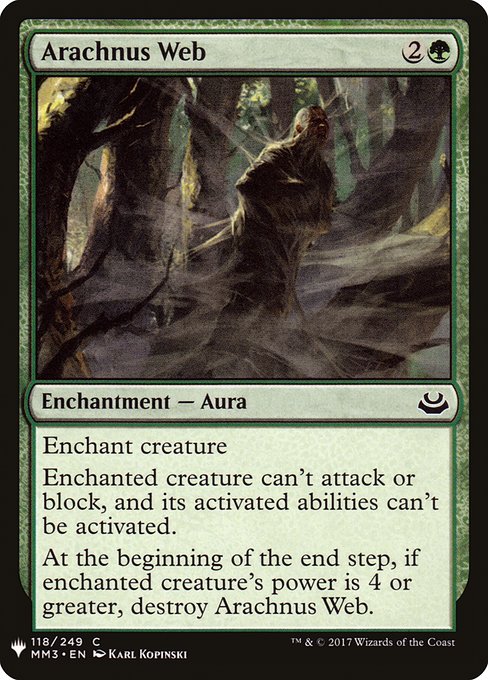 Arachnus Web 2
Enchantment — Aura
Enchant creature
Enchanted creature can't attack or
block, and its activated abilities can't
be activated.
At the beginning of the end step, if
enchanted creature's power is 4 or
greater, destroy Arachnus Web.
118/249 C
MM3 • EN Karl Kopinski
™ & © 2017 Wizards of the Coast